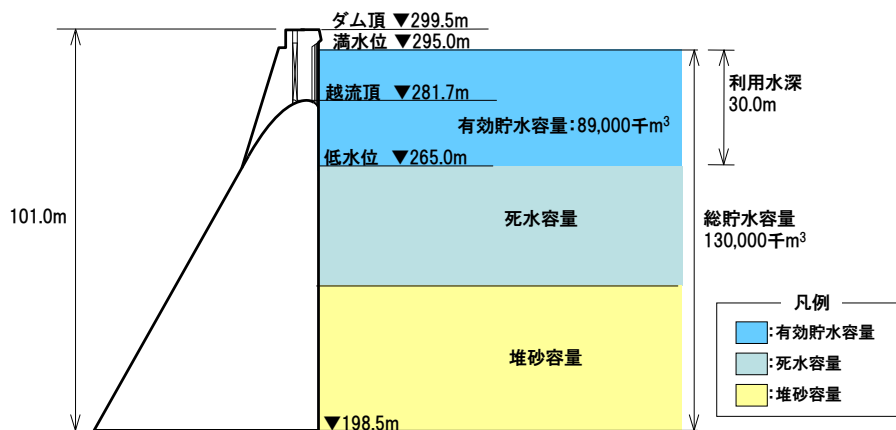 ダム頂 ▼299.5m
満水位 ▼295.0m
越流頂 ▼281.7m
有効貯水容量:89,000千m³
低水位 ▼265.0m
利用水深
30.0m
101.0m
死水容量
総貯水容量
130,000千m³
堆砂容量
▼198.5m
凡例
:有効貯水容量
:死水容量
:堆砂容量